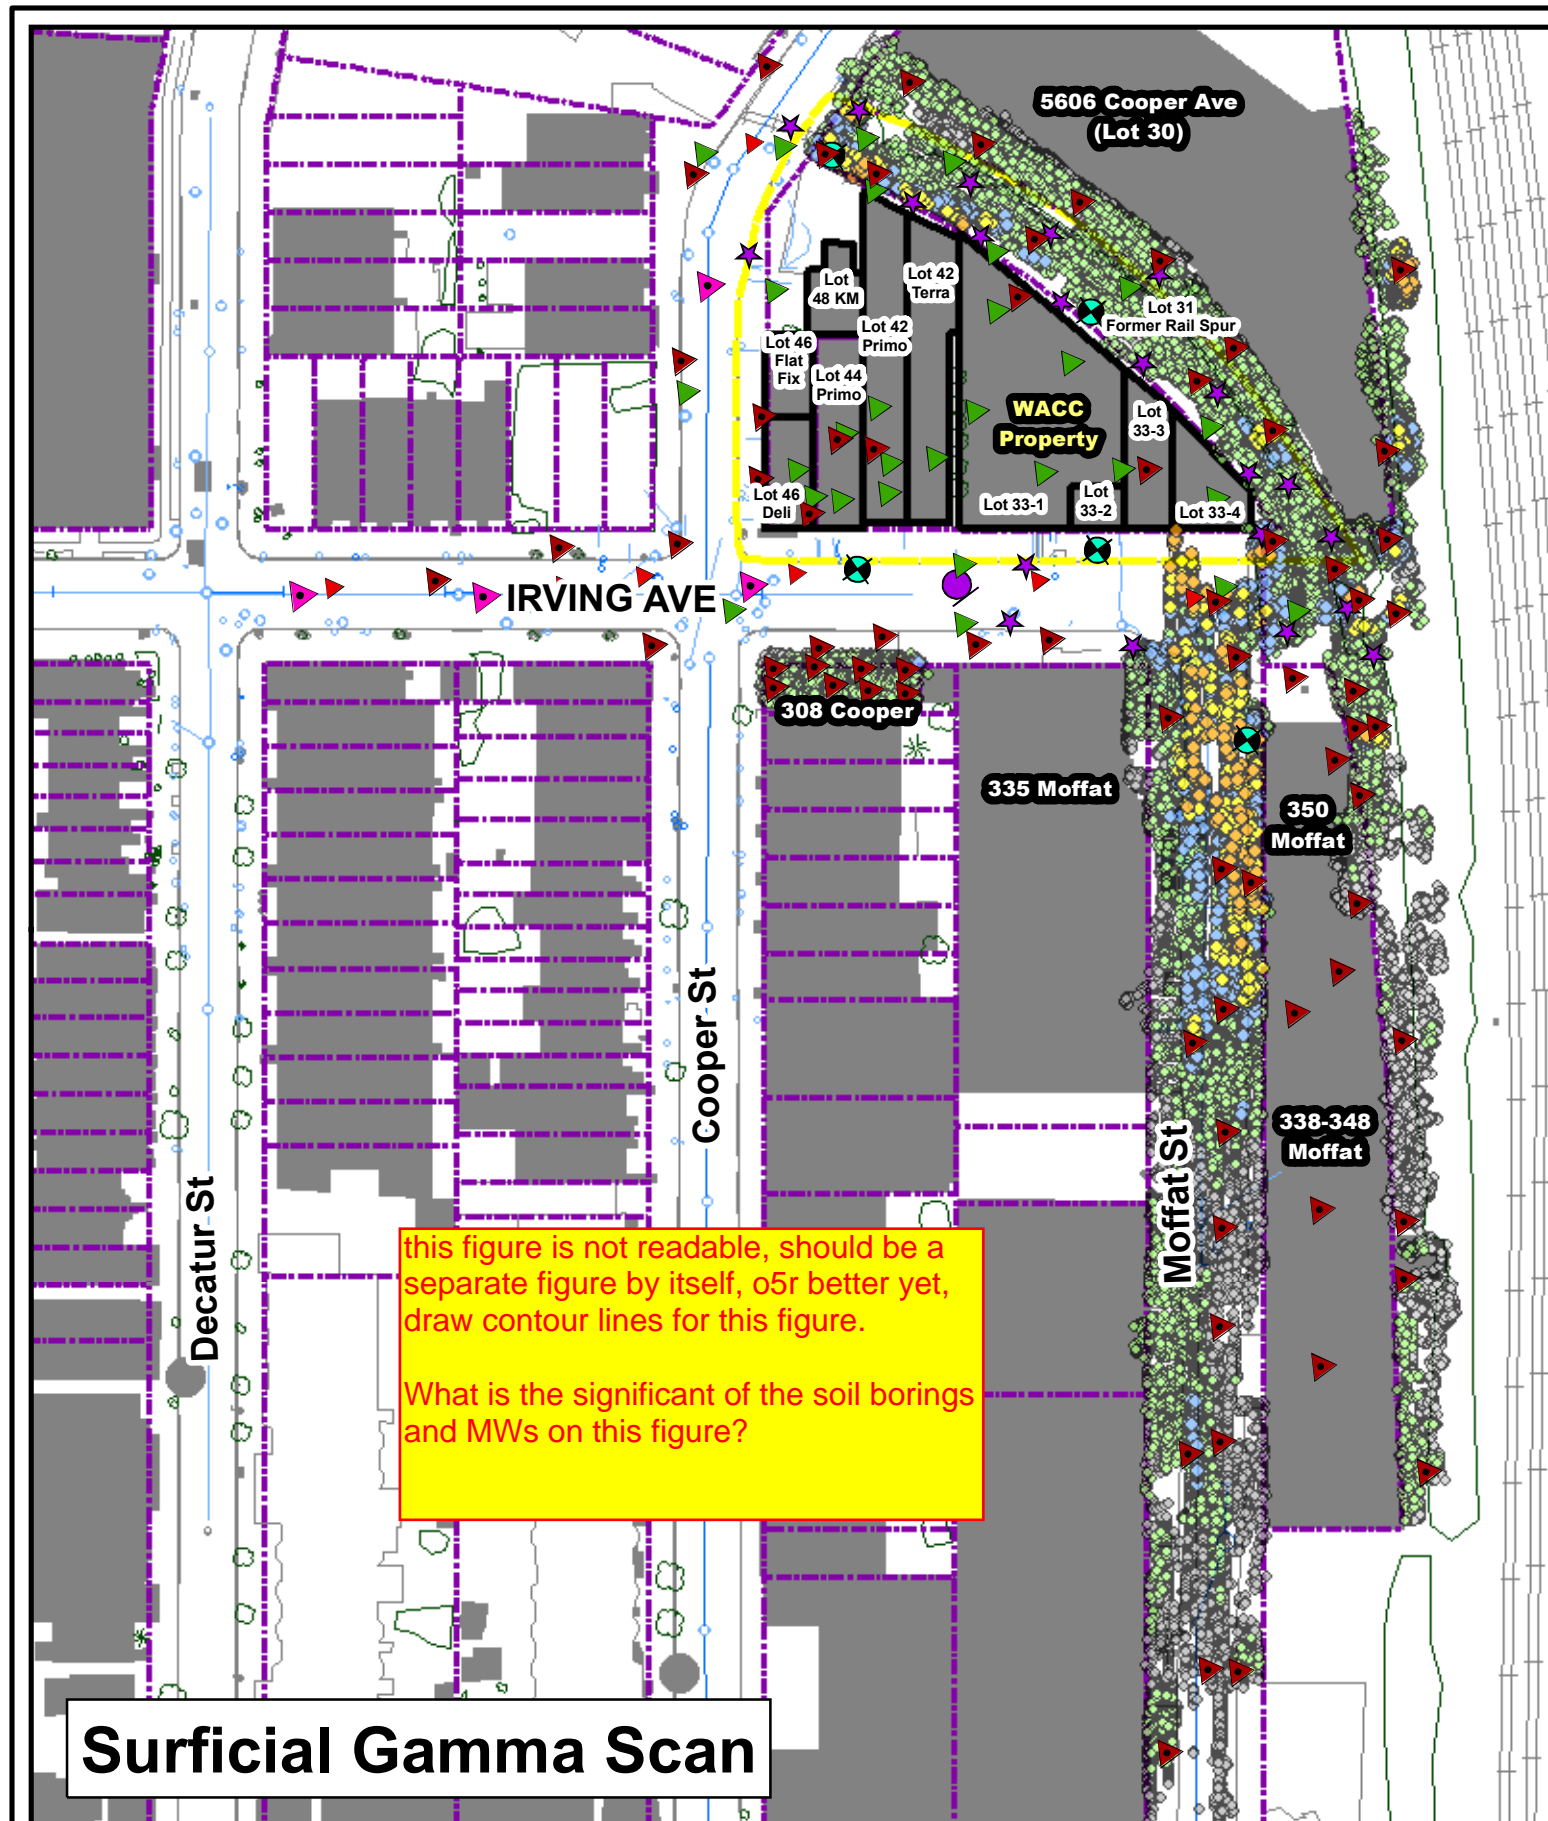 5606 Cooper Ave
(Lot 30)
Lot
48 KM
Lot 42
Terra
Lot 31
Former Rail Spur
Lot 46
Flat
Fix
Lot 42
Primo
Lot 44
Primo
WACC
Property
Lot
33-3
Lot 46
Deli
Lot 33-1
Lot
33-2
Lot 33-4
IRVING AVE
308 Cooper
335 Moffat
350
Moffat
Cooper St
338-348
Moffat
Moffat St
Decatur St
this figure is not readable, should be a
separate figure by itself, o5r better yet,
draw contour lines for this figure.
What is the significant of the soil borings
and MWs on this figure?
Surficial Gamma Scan